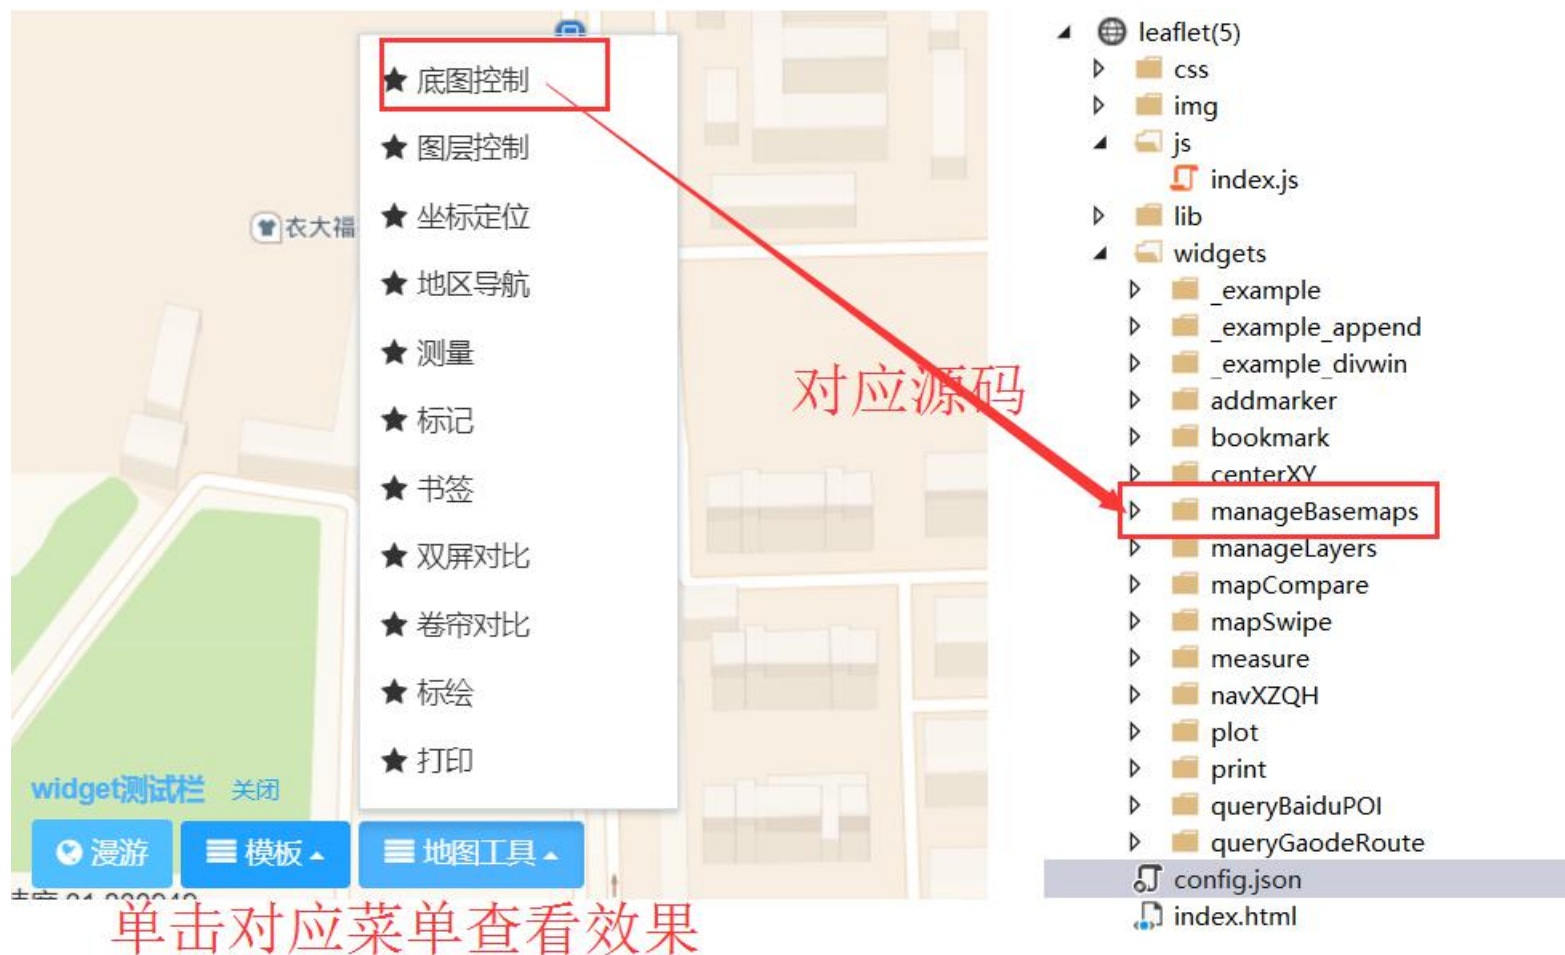 底图控制
图层控制
坐标定位
衣大福
地区导航
测量
标记
书签
双屏对比
卷帘对比
标绘
打印
widget测试栏 关闭
漫游 模板 地图工具
单击对应菜单查看效果
对应源码
leaflet(5)
css
img
js
index.js
lib
widgets
_example
_example_append
_example_divwin
addmarker
bookmark
centerXY
manageBasemaps
manageLayers
mapCompare
mapSwipe
measure
navXZQH
plot
print
queryBaiduPOI
queryGaodeRoute
config.json
index.html